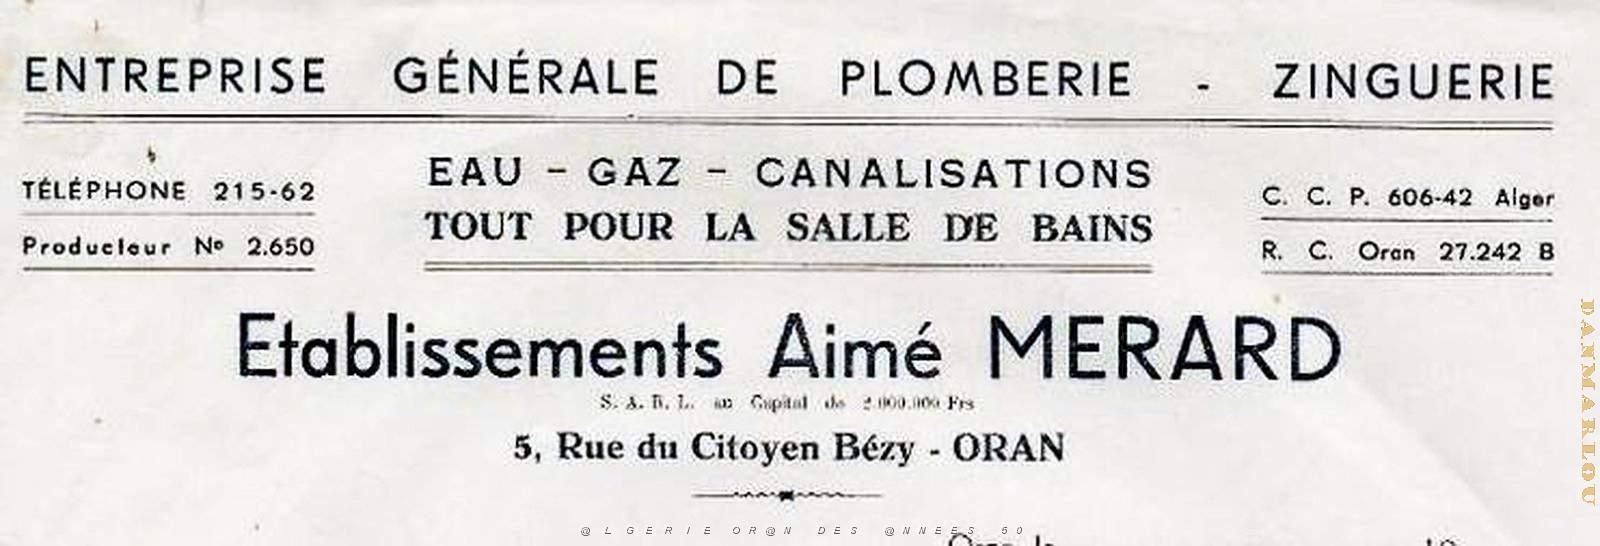 ENTREPRISE GÉNÉRALE DE PLOMBERIE - ZINGUERIE
EAU - GAZ - CANALISATIONS
TOUT POUR LA SALLE DE BAINS
TÉLÉPHONE 215-62
Producteur Nº 2.650
C. C. P. 606-42 Alger
R. C. Oran 27.242 B
Etablissements Aimé MERARD
S. A. R. L. au Capital de 2.000.000 Frs
5, Rue du Citoyen Bézy - ORAN
@LGERIE OR@N DES @NNEES 50
DANMARLOU